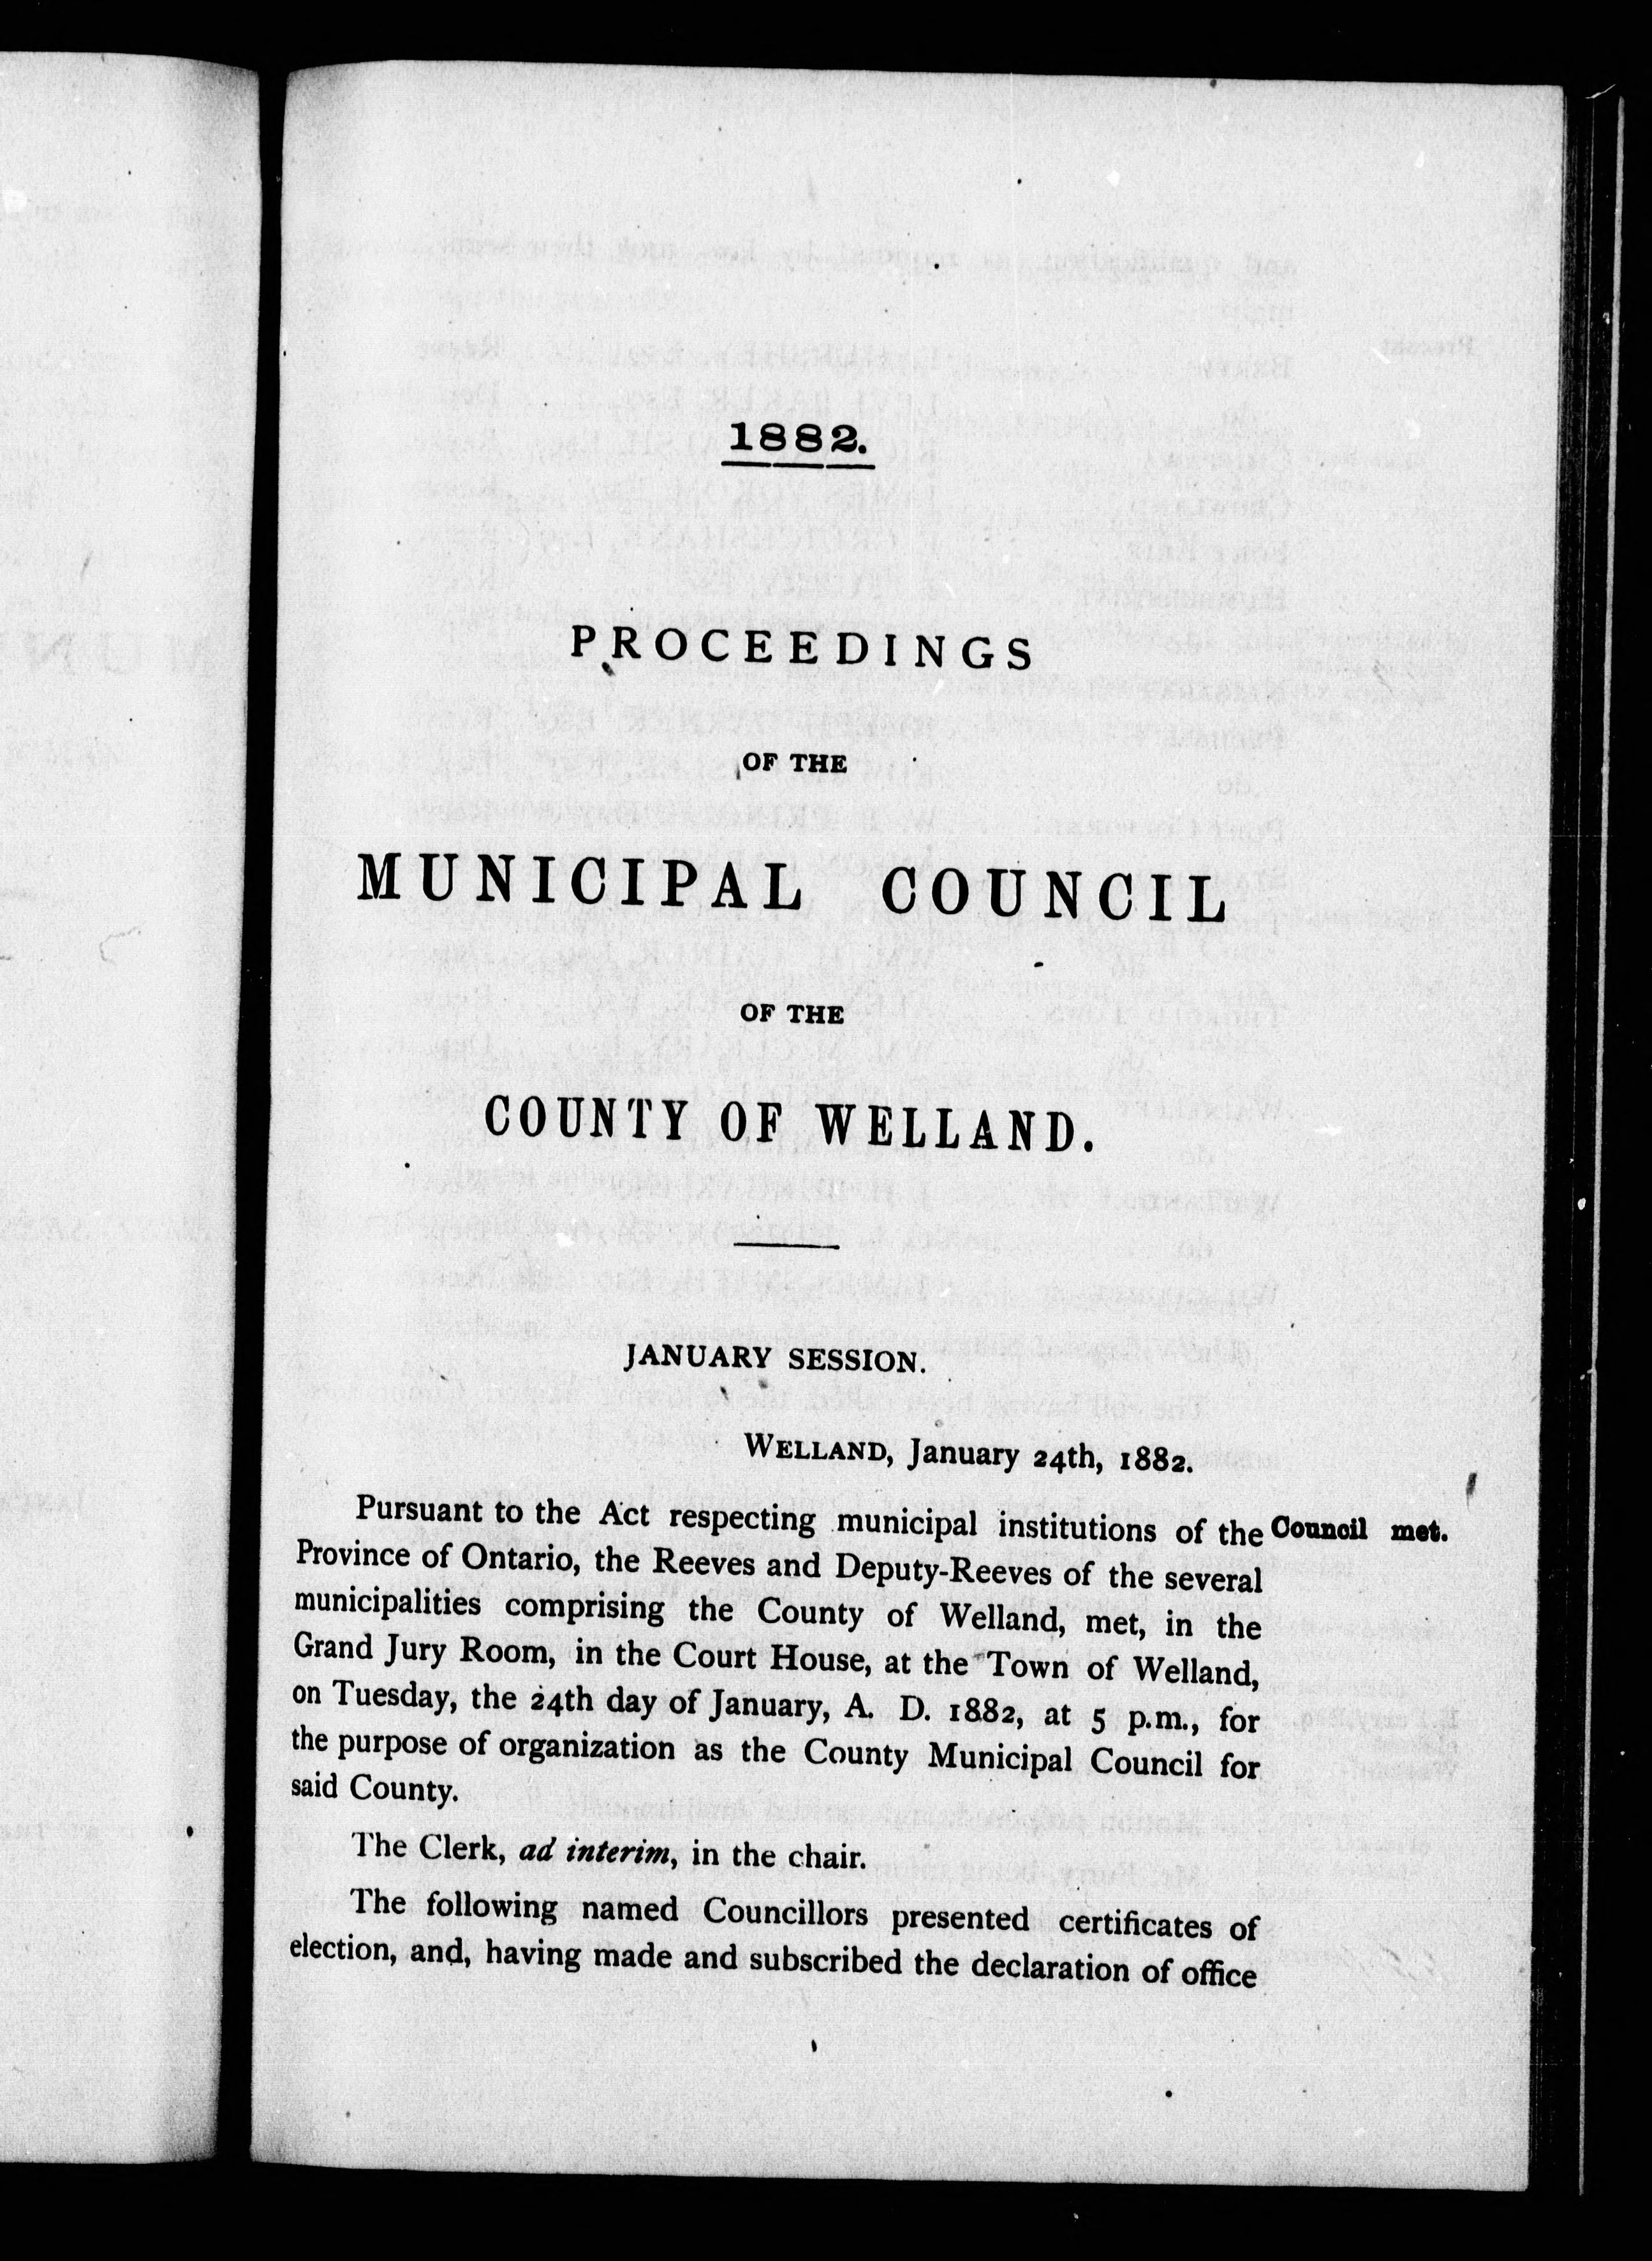 1882.
PROCEEDINGS
OF THE
MUNICIPAL COUNCIL
OF THE
COUNTY OF WELLAND.
JANUARY SESSION.
WELLAND, January 24th, 1882.
Pursuant to the Act respecting municipal institutions of the Council met.
Province of Ontario, the Reeves and Deputy-Reeves of the several
municipalities comprising the County of Welland, met, in the
Grand Jury Room, in the Court House, at the Town of Welland,
on Tuesday, the 24th day of January, A. D. 1882, at 5 p.m., for
the purpose of organization as the County Municipal Council for
said County.
The Clerk, ad interim, in the chair.
The following named Councillors presented certificates of
election, and, having made and subscribed the declaration of office